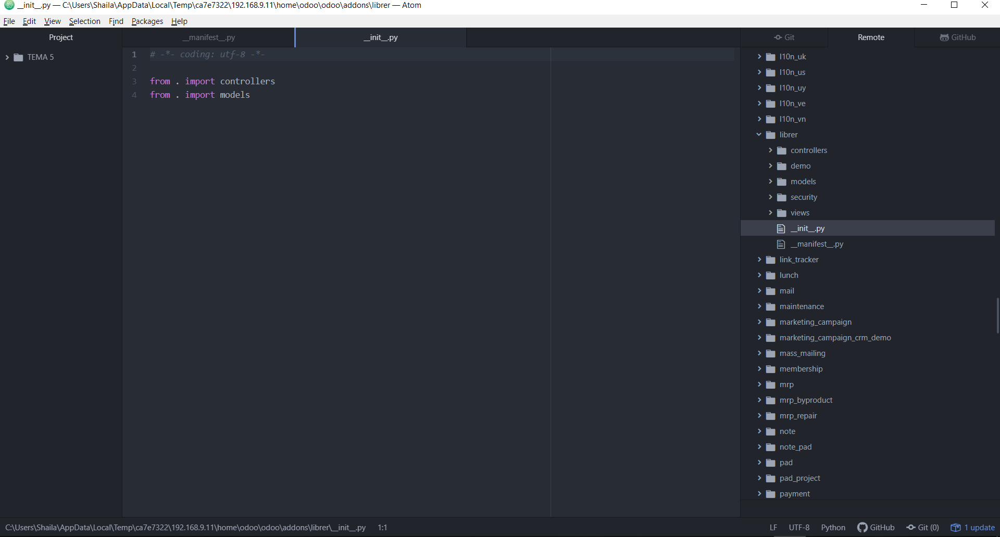 __init__.py — C:\Users\Shaila\AppData\Local\Temp\ca7e7322\192.168.9.11\home\odoo\odoo\addons\librer — Atom
File Edit View Selection Find Packages Help
Project
TEMA 5
__manifest__.py
__init__.py
1 # -*- coding: utf-8 -*-
2
3 from . import controllers
4 from . import models
Git
Remote
GitHub
l10n_uk
l10n_us
l10n_uy
l10n_ve
l10n_vn
librer
controllers
demo
models
security
views
__init__.py
__manifest__.py
link_tracker
lunch
mail
maintenance
marketing_campaign
marketing_campaign_crm_demo
mass_mailing
membership
mrp
mrp_byproduct
mrp_repair
note
note_pad
pad
pad_project
payment
C:\Users\Shaila\AppData\Local\Temp\ca7e7322\192.168.9.11\home\odoo\odoo\addons\librer\__init__.py 1:1
LF UTF-8 Python GitHub Git (0) 1 update